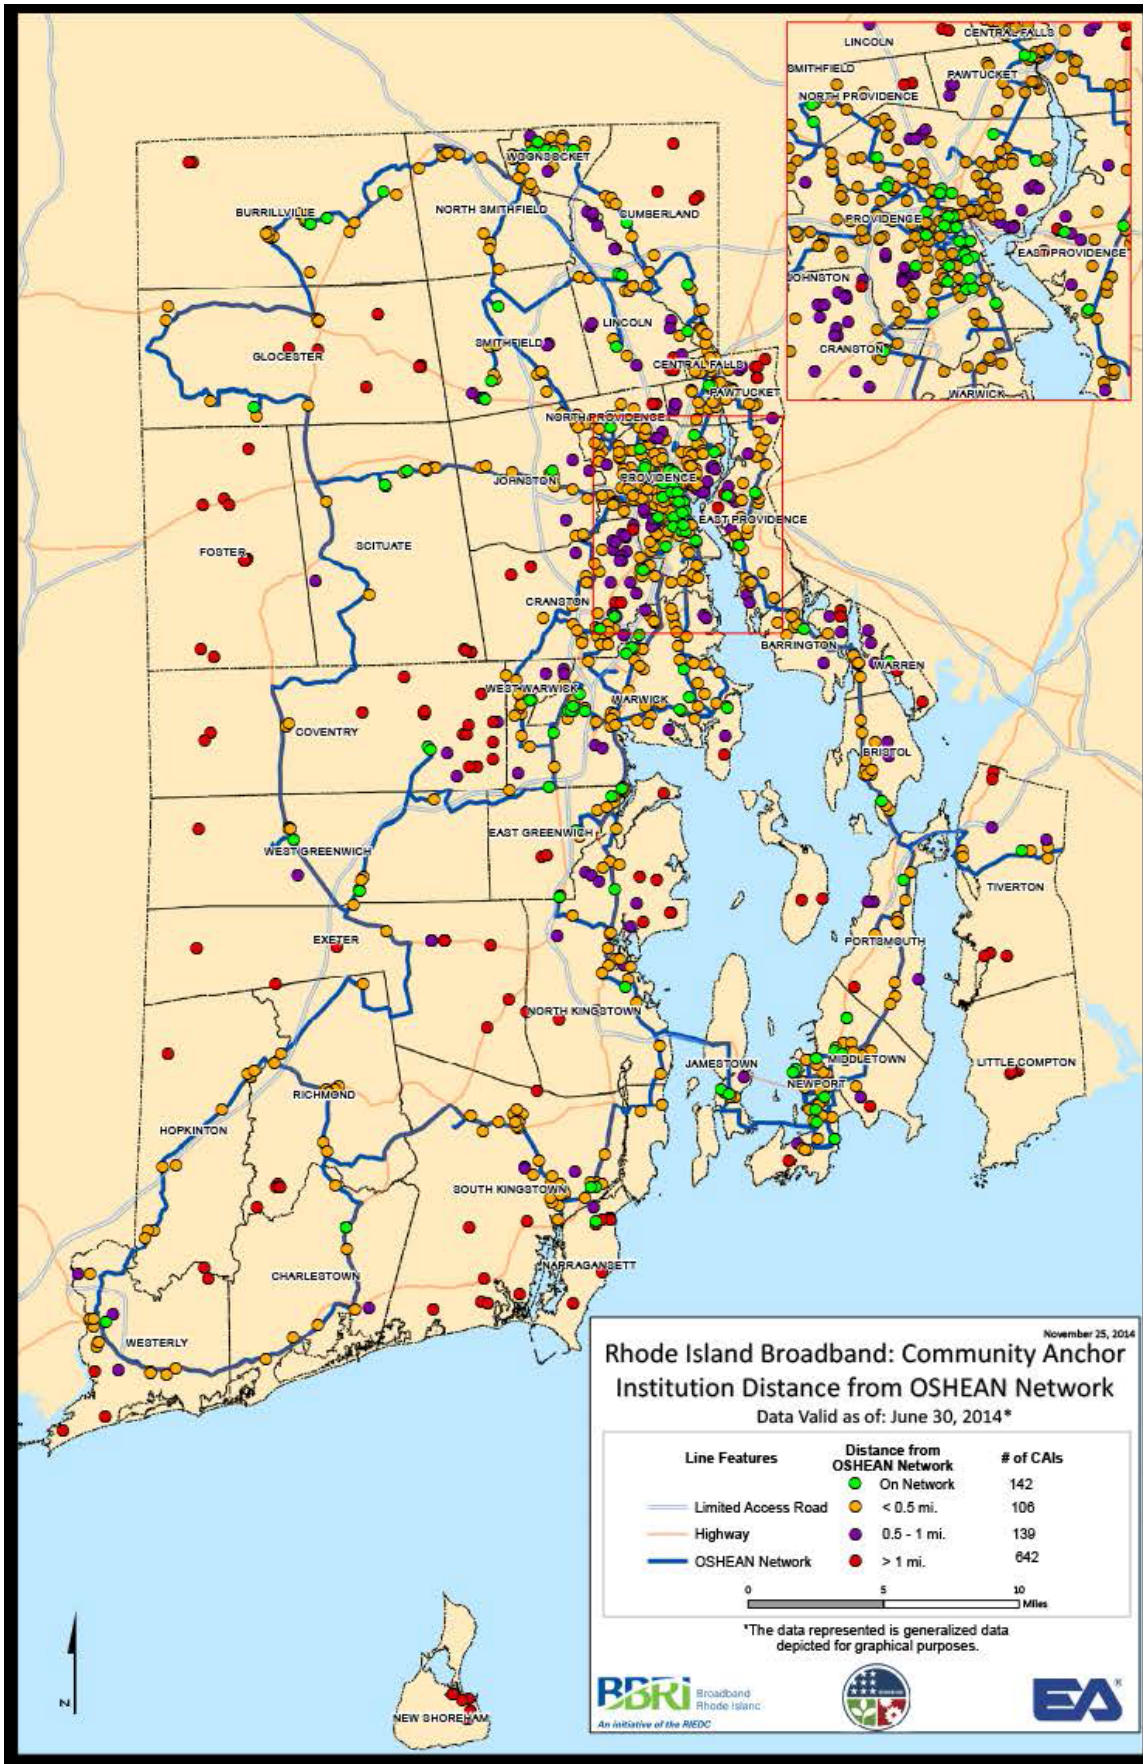 LINCOLN
CENTRAL FALLS
SMITHFIELD
PAWTUCKET
NORTH PROVIDENCE
PROVIDENCE
EAST PROVIDENCE
JOHNSTON
CRANSTON
WARWICK
WOONSOCKET
BURRILLVILLE
NORTH SMITHFIELD
CUMBERLAND
LINCOLN
SMITHFIELD
GLOCESTER
CENTRAL FALLS
PAWTUCKET
NORTH PROVIDENCE
JOHNSTON
PROVIDENCE
EAST PROVIDENCE
FOSTER
SCITUATE
CRANSTON
BARRINGTON
WARREN
WEST WARWICK
WARWICK
COVENTRY
BRISTOL
EAST GREENWICH
WEST GREENWICH
TIVERTON
EXETER
PORTSMOUTH
NORTH KINGSTOWN
JAMESTOWN
MIDDLETOWN
LITTLE COMPTON
NEWPORT
RICHMOND
HOPKINTON
SOUTH KINGSTOWN
NARRAGANSETT
CHARLESTOWN
WESTERLY
November 25, 2014
Rhode Island Broadband: Community Anchor
Institution Distance from OSHEAN Network
Data Valid as of: June 30, 2014*
Line Features
Distance from
OSHEAN Network
# of CAIs
On Network
142
Limited Access Road
< 0.5 mi.
106
Highway
0.5 - 1 mi.
139
OSHEAN Network
> 1 mi.
642
0 5 10
Miles
*The data represented is generalized data
depicted for graphical purposes.
BBRi Broadband
Rhode Islanc
An initiative of the RIEDC
EA®
N
NEW SHOREHAM